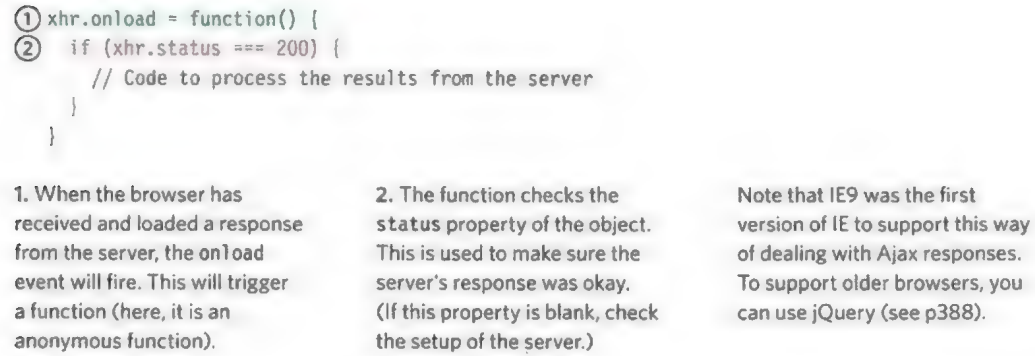 ① xhr.onload = function() {
② if (xhr.status === 200) {
// Code to process the results from the server
}
}
1. When the browser has
received and loaded a response
from the server, the onload
event will fire. This will trigger
a function (here, it is an
anonymous function).
2. The function checks the
status property of the object.
This is used to make sure the
server's response was okay.
(If this property is blank, check
the setup of the server.)
Note that IE9 was the first
version of IE to support this way
of dealing with Ajax responses.
To support older browsers, you
can use jQuery (see p388).